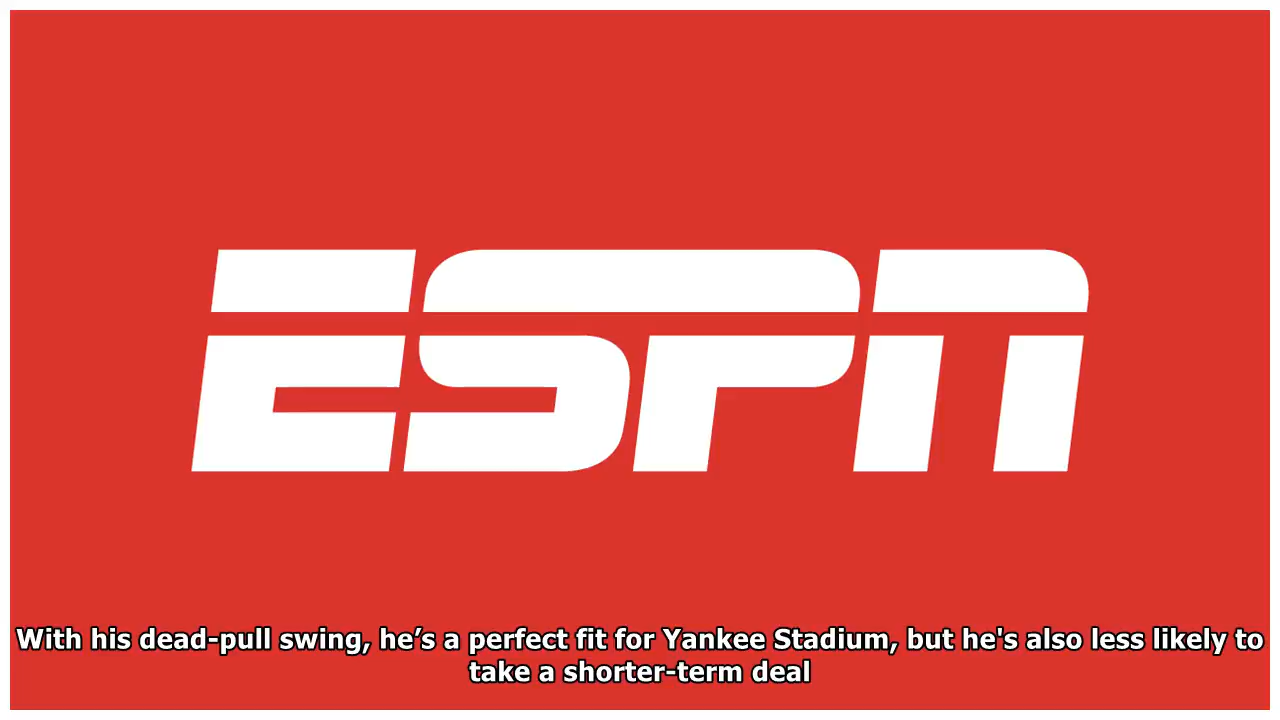 ESPN
With his dead-pull swing, he’s a perfect fit for Yankee Stadium, but he's also less likely to
take a shorter-term deal